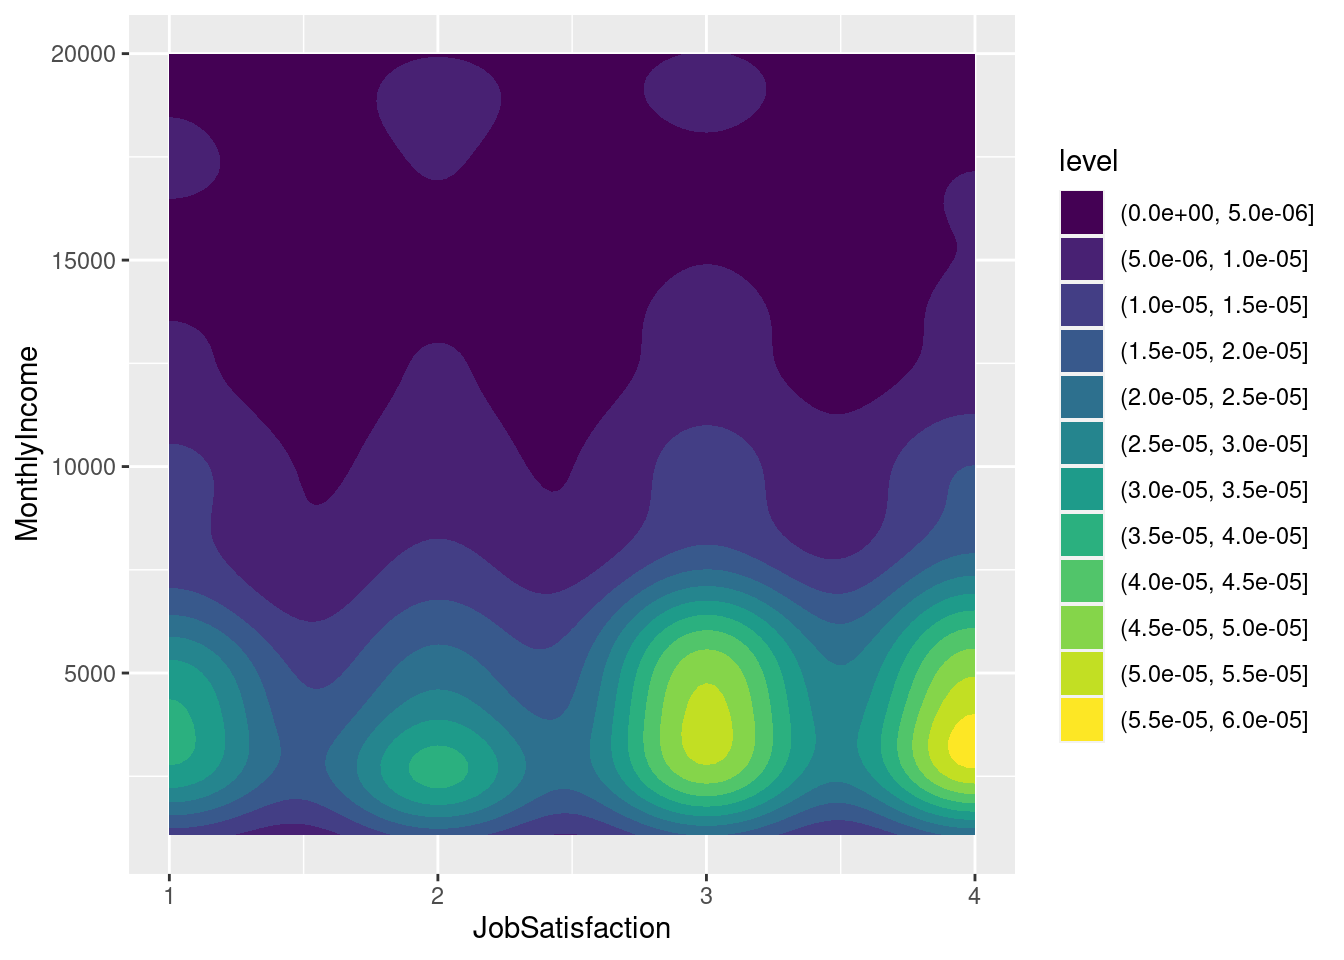 20000
15000
10000
5000
MonthlyIncome
1
2
3
4
JobSatisfaction
level
(0.0e+00, 5.0e-06]
(5.0e-06, 1.0e-05]
(1.0e-05, 1.5e-05]
(1.5e-05, 2.0e-05]
(2.0e-05, 2.5e-05]
(2.5e-05, 3.0e-05]
(3.0e-05, 3.5e-05]
(3.5e-05, 4.0e-05]
(4.0e-05, 4.5e-05]
(4.5e-05, 5.0e-05]
(5.0e-05, 5.5e-05]
(5.5e-05, 6.0e-05]